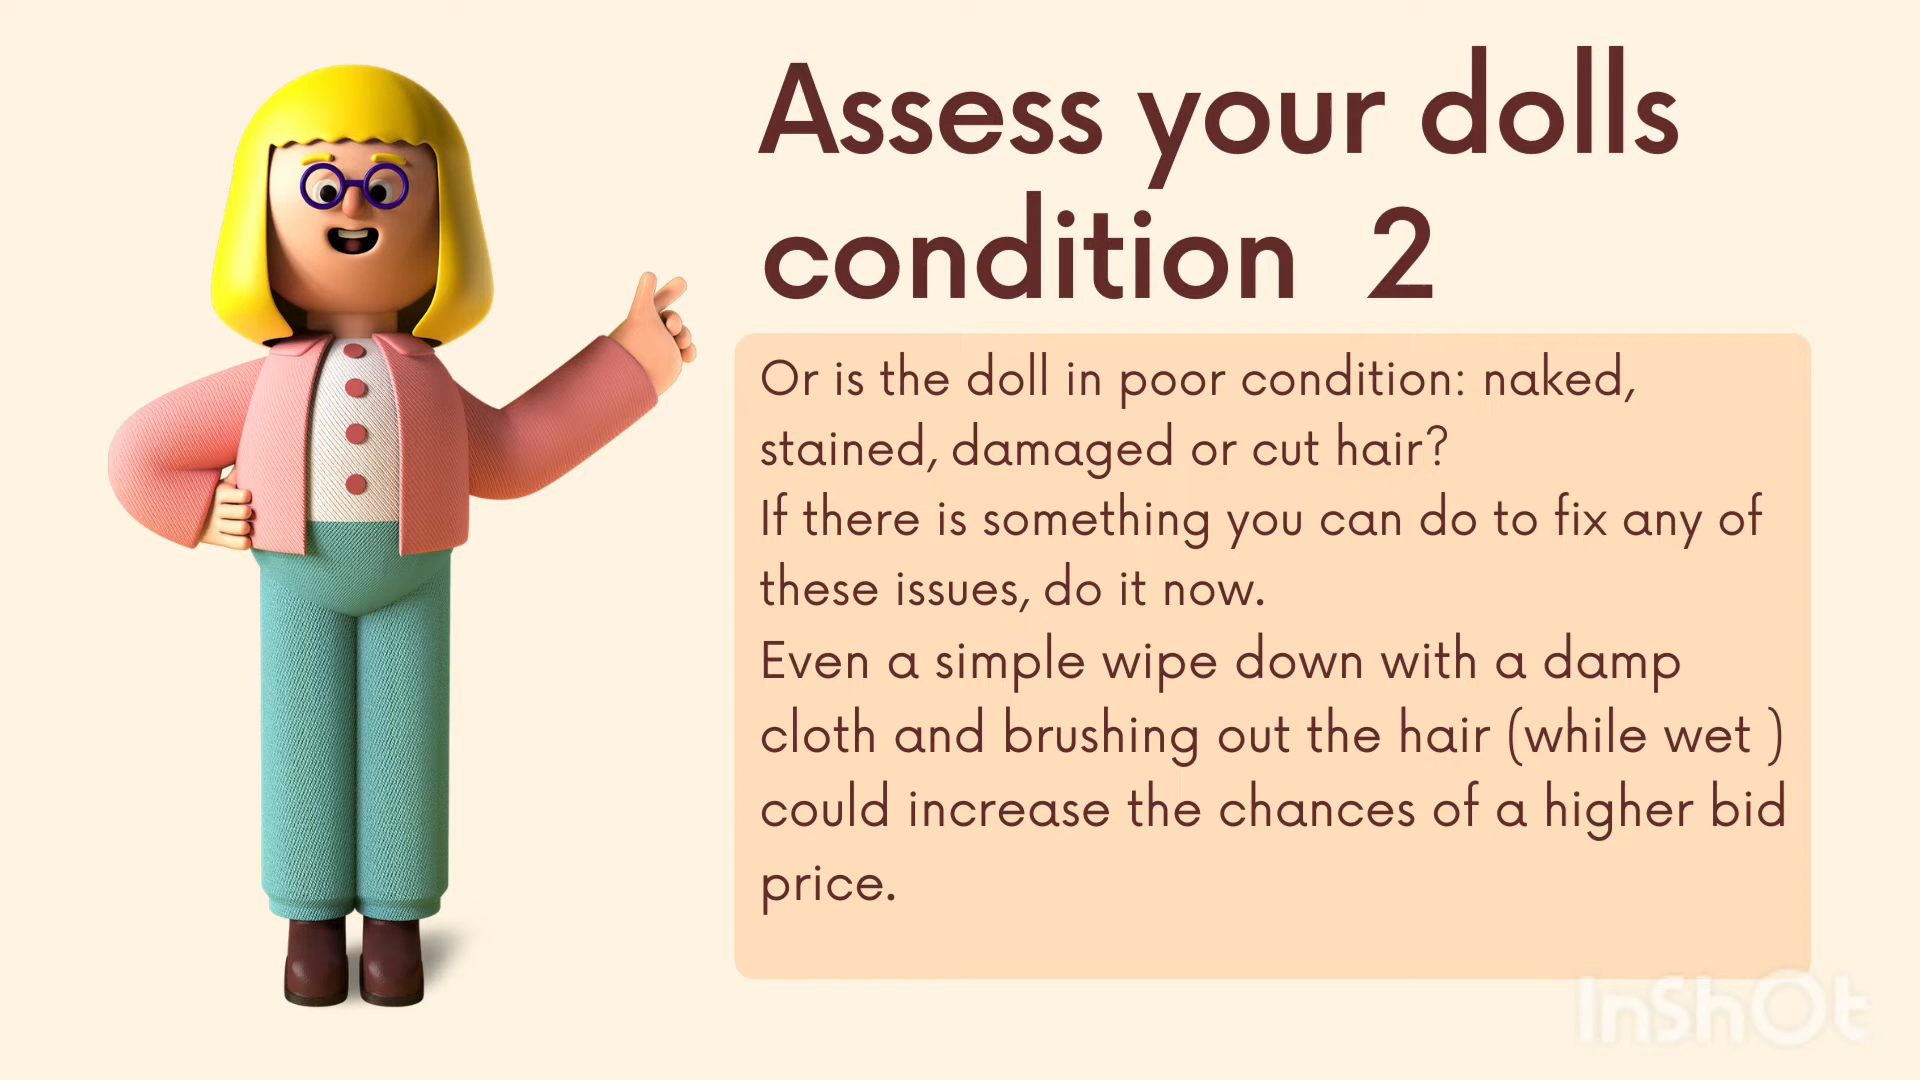 Assess your dolls
condition  2
Or is the doll in poor condition: naked,
stained, damaged or cut hair?
If there is something you can do to fix any of
these issues, do it now.
Even a simple wipe down with a damp
cloth and brushing out the hair (while wet )
could increase the chances of a higher bid
price.
InShOt